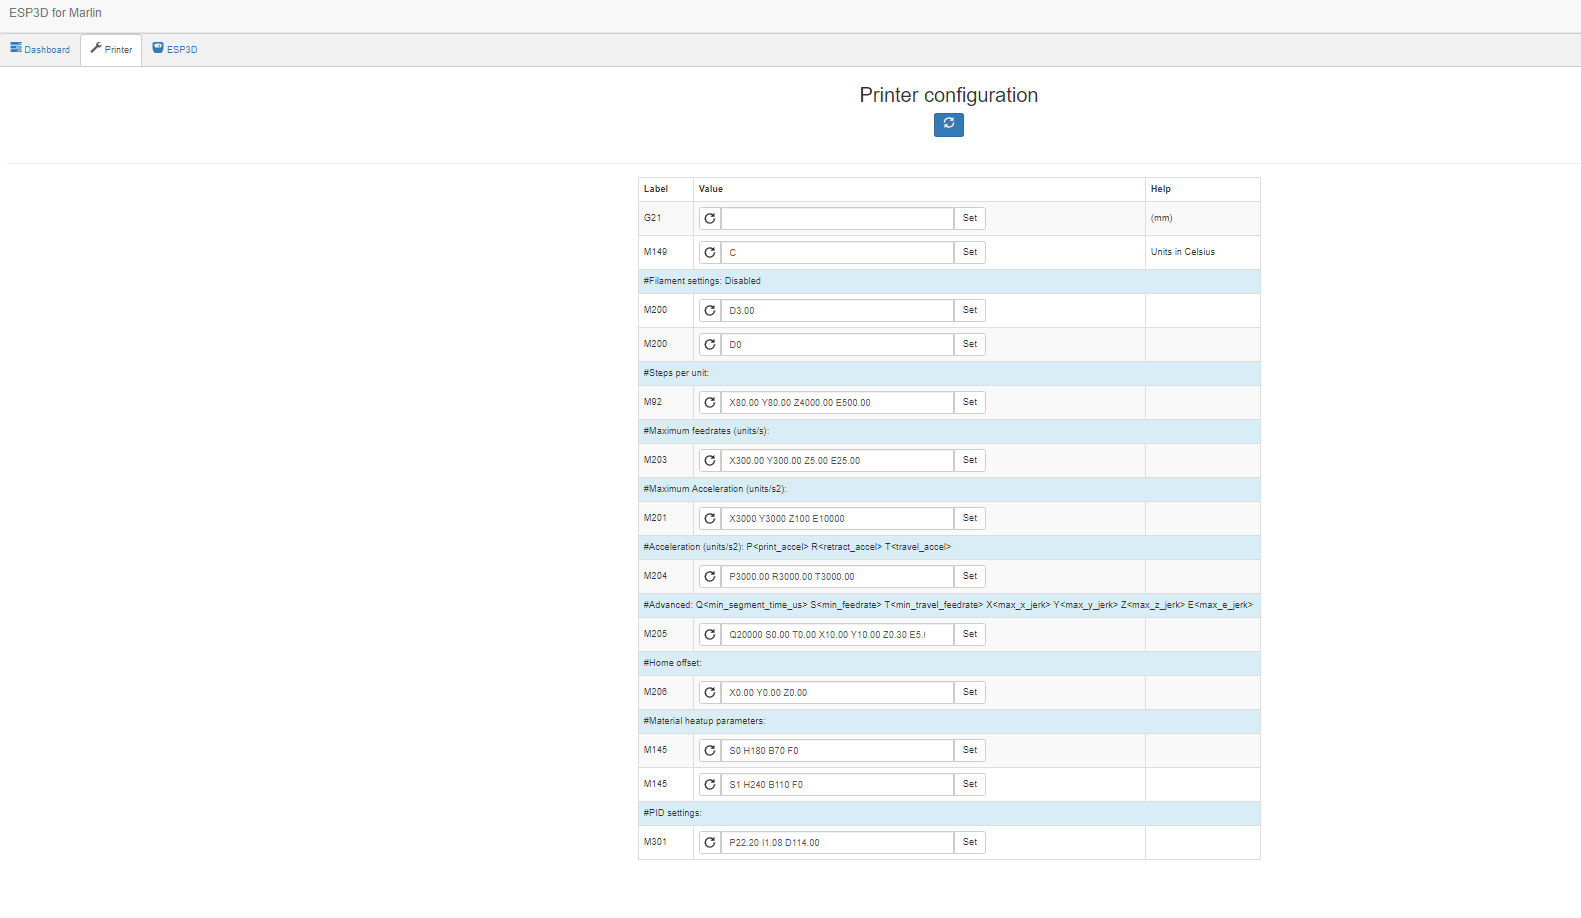 ESP3D for Marlin
Dashboard Printer ESP3D
Printer configuration
Label Value Help
G21 Set (mm)
M149 C Set Units in Celsius
#Filament settings: Disabled
M200 D3.00 Set
M200 D0 Set
#Steps per unit:
M92 X80.00 Y80.00 Z4000.00 E500.00 Set
#Maximum feedrates (units/s):
M203 X300.00 Y300.00 Z5.00 E25.00 Set
#Maximum Acceleration (units/s2):
M201 X3000 Y3000 Z100 E10000 Set
#Acceleration (units/s2): P<print_accel> R<retract_accel> T<travel_accel>
M204 P3000.00 R3000.00 T3000.00 Set
#Advanced: Q<min_segment_time_us> S<min_feedrate> T<min_travel_feedrate> X<max_x_jerk> Y<max_y_jerk> Z<max_z_jerk> E<max_e_jerk>
M205 Q20000 S0.00 T0.00 X10.00 Y10.00 Z0.30 E5. Set
#Home offset:
M206 X0.00 Y0.00 Z0.00 Set
#Material heatup parameters:
M145 S0 H180 B70 F0 Set
M145 S1 H240 B110 F0 Set
#PID settings:
M301 P22.20 I1.08 D114.00 Set